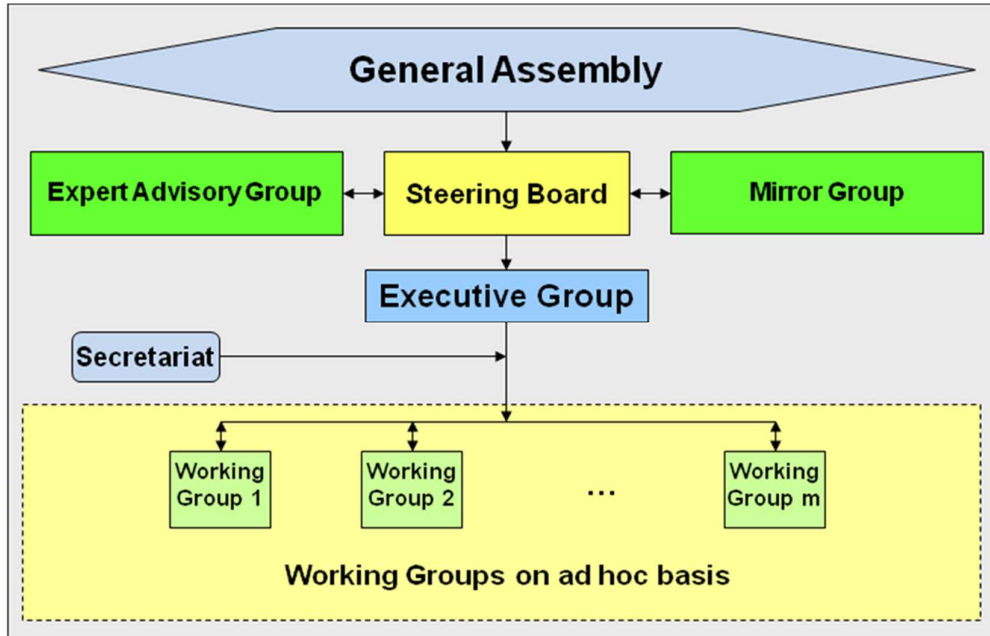 General Assembly
Expert Advisory Group
Steering Board
Mirror Group
Executive Group
Secretariat
Working
Group 1
Working
Group 2
...
Working
Group m
Working Groups on ad hoc basis